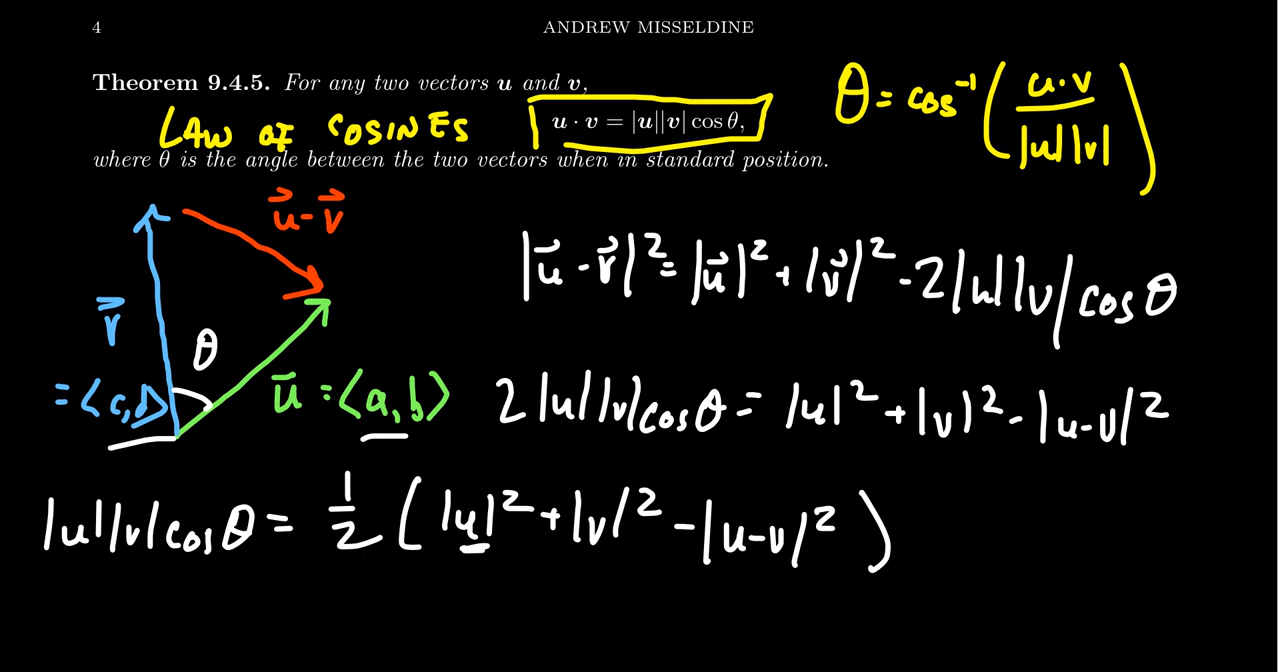 4 ANDREW MISSELDINE
Theorem 9.4.5. For any two vectors u and v,
θ = cos⁻¹(u·v / |u||v|)
LAW OF COSINES
u · v = |u||v| cos θ,
where θ is the angle between the two vectors when in standard position.
u⃗ - v⃗
|u⃗ - v⃗|² = |u⃗|² + |v⃗|² - 2|u||v|cos θ
v⃗
θ
= ⟨c, d⟩
u⃗ = ⟨a, b⟩
2|u||v|cos θ = |u|² + |v|² - |u-v|²
|u||v|cos θ = 1/2 (|u|² + |v|² - |u-v|²)